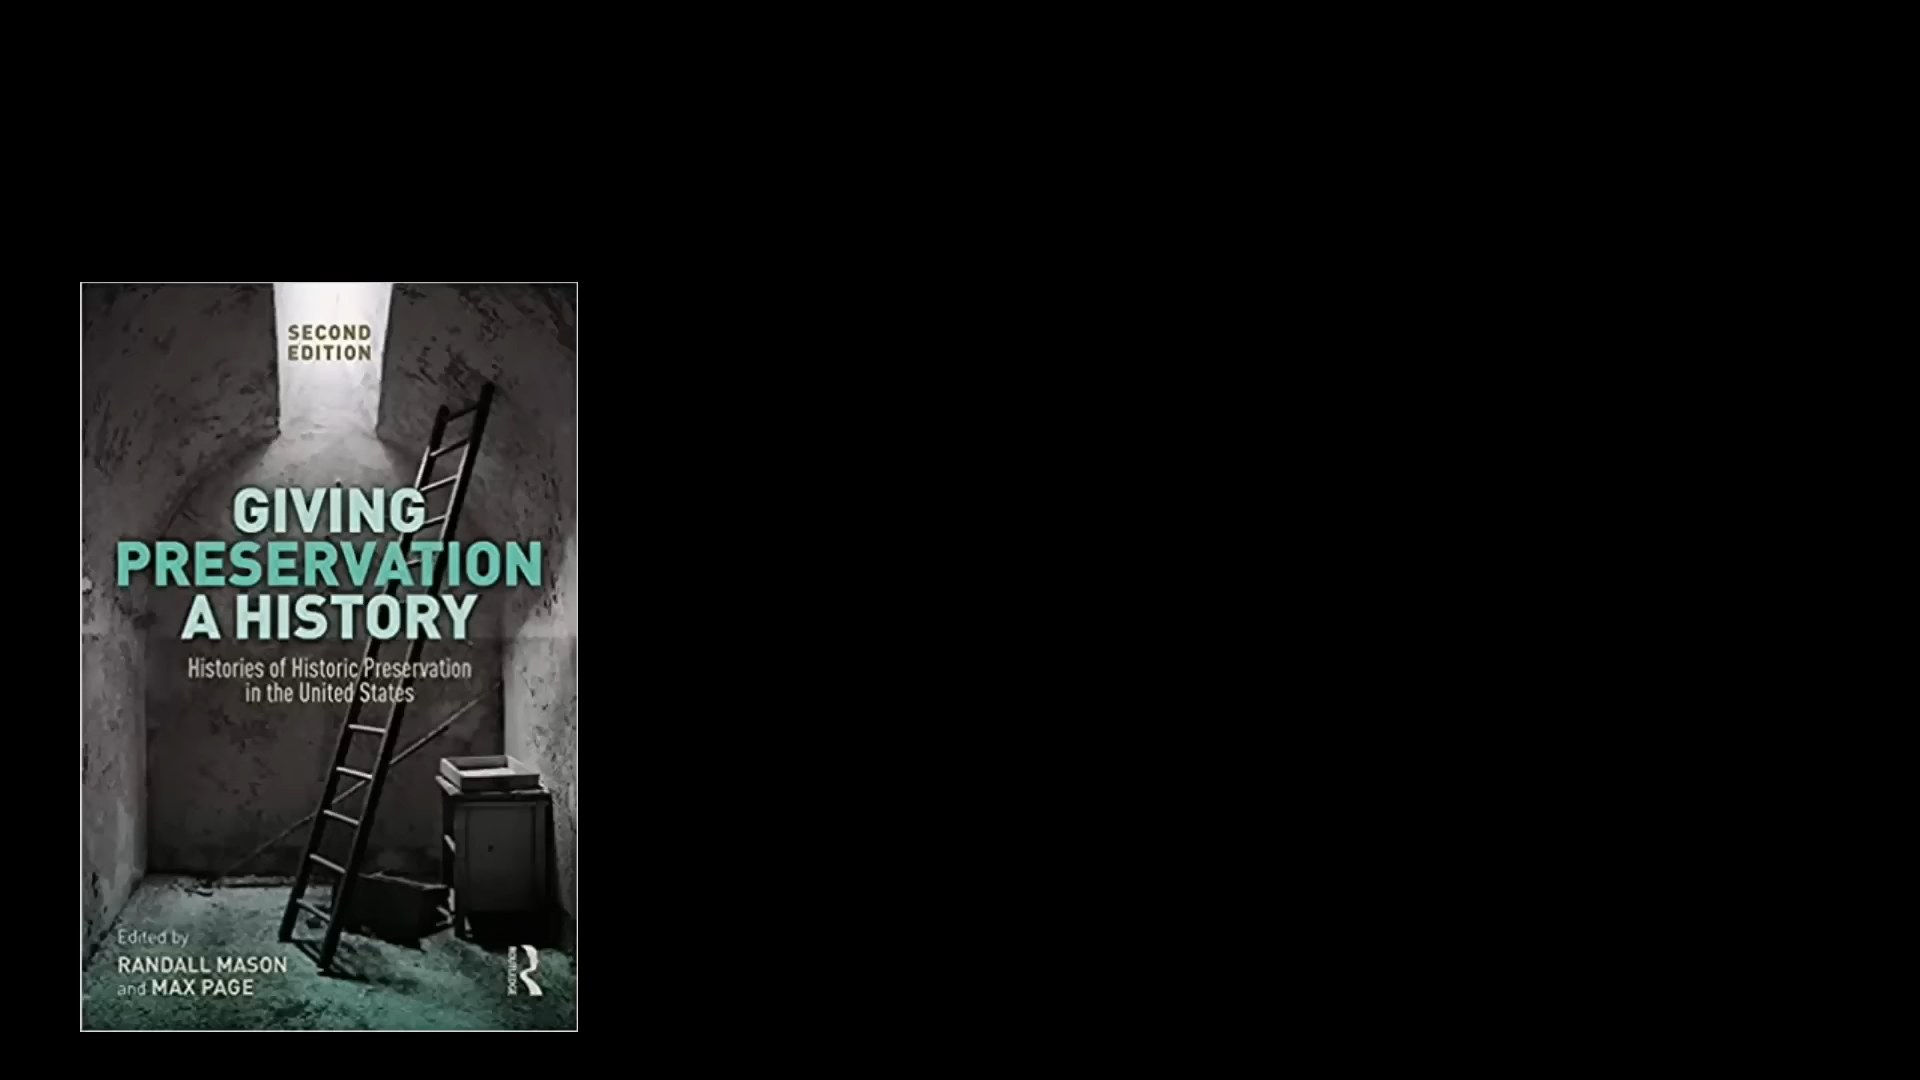 SECOND
EDITION
GIVING
PRESERVATION
A HISTORY
Histories of Historic Preservation
in the United States
Edited by
RANDALL MASON
and MAX PAGE
ROUTLEDGE